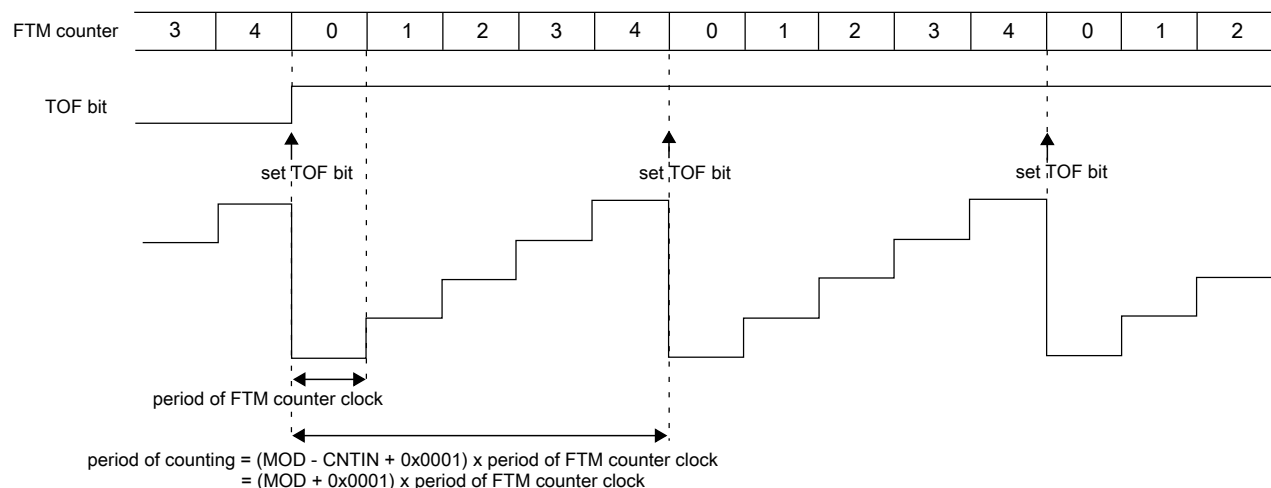 FTM counter 3 4 0 1 2 3 4 0 1 2 3 4 0 1 2
TOF bit
set TOF bit set TOF bit set TOF bit
period of FTM counter clock
period of counting = (MOD - CNTIN + 0x0001) x period of FTM counter clock
= (MOD + 0x0001) x period of FTM counter clock